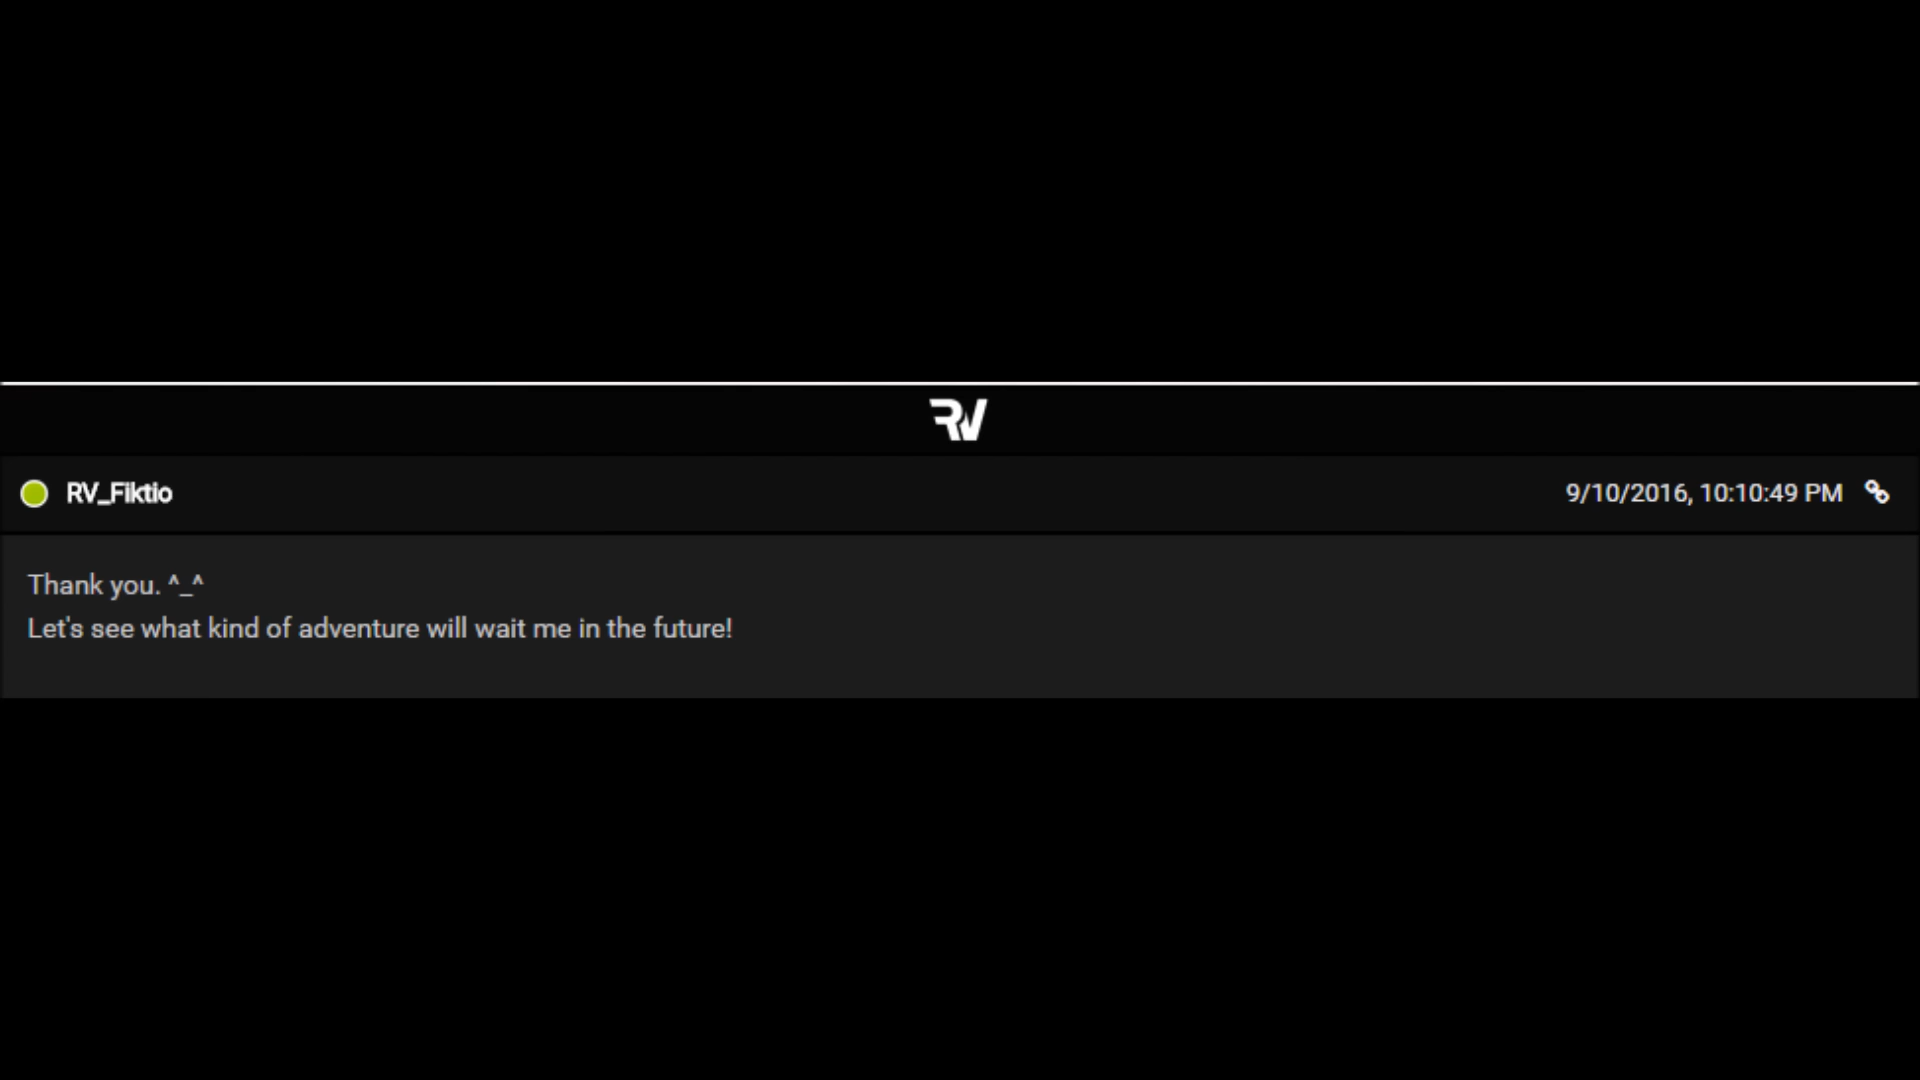 RV
RV_Fiktio 9/10/2016, 10:10:49 PM
Thank you. ^_^
Let's see what kind of adventure will wait me in the future!